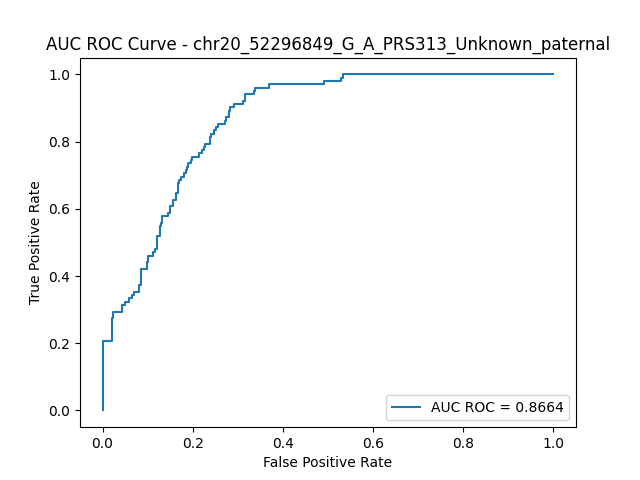 AUC ROC Curve - chr20_52296849_G_A_PRS313_Unknown_paternal
True Positive Rate
1.0
0.8
0.6
0.4
0.2
0.0
AUC ROC = 0.8664
0.0 0.2 0.4 0.6 0.8 1.0
False Positive Rate